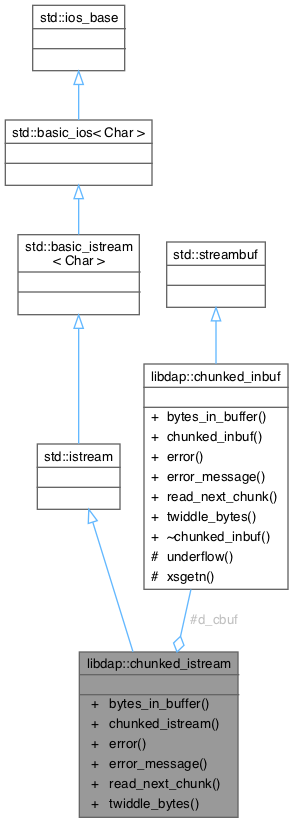 std::ios_base
std::basic_ios< Char >
std::basic_istream
< Char >
std::streambuf
libdap::chunked_inbuf
+ bytes_in_buffer()
+ chunked_inbuf()
+ error()
+ error_message()
+ read_next_chunk()
+ twiddle_bytes()
+ ~chunked_inbuf()
# underflow()
# xsgetn()
std::istream
#d_cbuf
libdap::chunked_istream
+ bytes_in_buffer()
+ chunked_istream()
+ error()
+ error_message()
+ read_next_chunk()
+ twiddle_bytes()